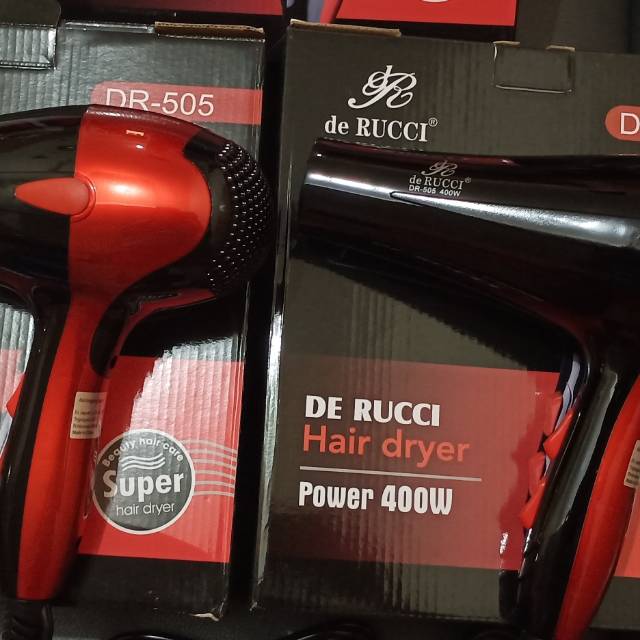 DR-505
de RUCCI®
D
de RUCCI®
DR-505 400W
DE RUCCI
Hair dryer
Power 400W
Beauty hair care
Super
hair dryer